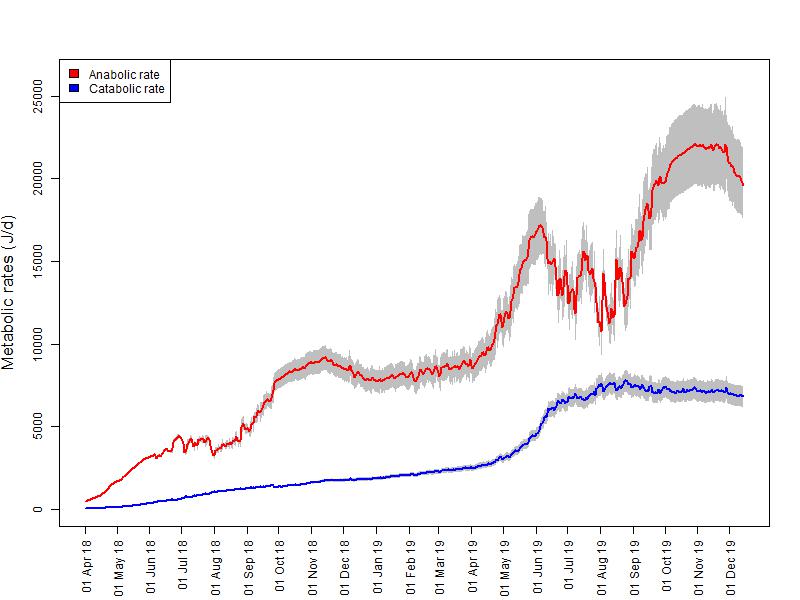 Anabolic rate
Catabolic rate
Metabolic rates (J/d)
25000
20000
15000
10000
5000
0
01 Apr 18
01 May 18
01 Jun 18
01 Jul 18
01 Aug 18
01 Sep 18
01 Oct 18
01 Nov 18
01 Dec 18
01 Jan 19
01 Feb 19
01 Mar 19
01 Apr 19
01 May 19
01 Jun 19
01 Jul 19
01 Aug 19
01 Sep 19
01 Oct 19
01 Nov 19
01 Dec 19